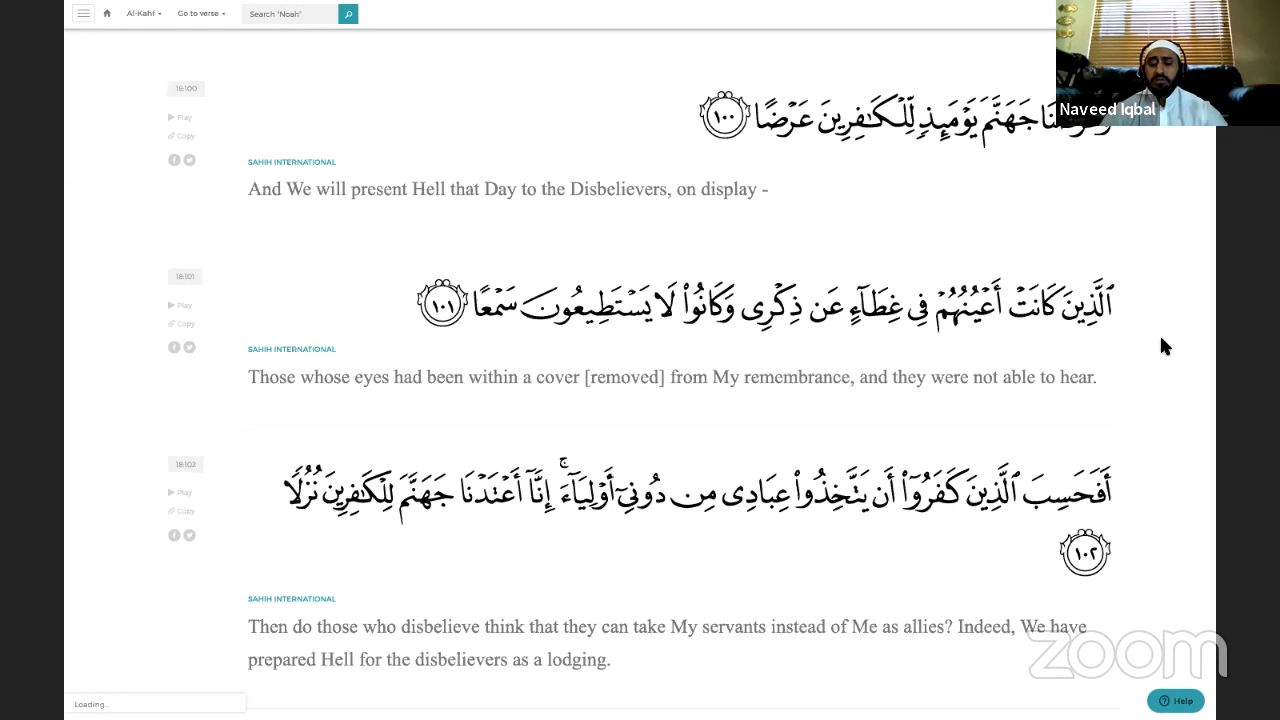 Al-Kahf
Go to verse
Search "Noah"
Naveed Iqbal
18:100
جَهَنَّمَ يَوْمَئِذٍ لِّلْكَـٰفِرِينَ عَرْضًا ١٠٠
Play
Copy
SAHIH INTERNATIONAL
And We will present Hell that Day to the Disbelievers, on display -
18:101
ٱلَّذِينَ كَانَتْ أَعْيُنُهُمْ فِى غِطَآءٍ عَن ذِكْرِى وَكَانُوا۟ لَا يَسْتَطِيعُونَ سَمْعًا ١٠١
Play
Copy
SAHIH INTERNATIONAL
Those whose eyes had been within a cover [removed] from My remembrance, and they were not able to hear.
18:102
أَفَحَسِبَ ٱلَّذِينَ كَفَرُوٓا۟ أَن يَتَّخِذُوا۟ عِبَادِى مِن دُونِىٓ أَوْلِيَآءَ ۚ إِنَّآ أَعْتَدْنَا جَهَنَّمَ لِلْكَـٰفِرِينَ نُزُلًا
١٠٢
Play
Copy
SAHIH INTERNATIONAL
Then do those who disbelieve think that they can take My servants instead of Me as allies? Indeed, We have
prepared Hell for the disbelievers as a lodging.
zoom
Loading...
Help